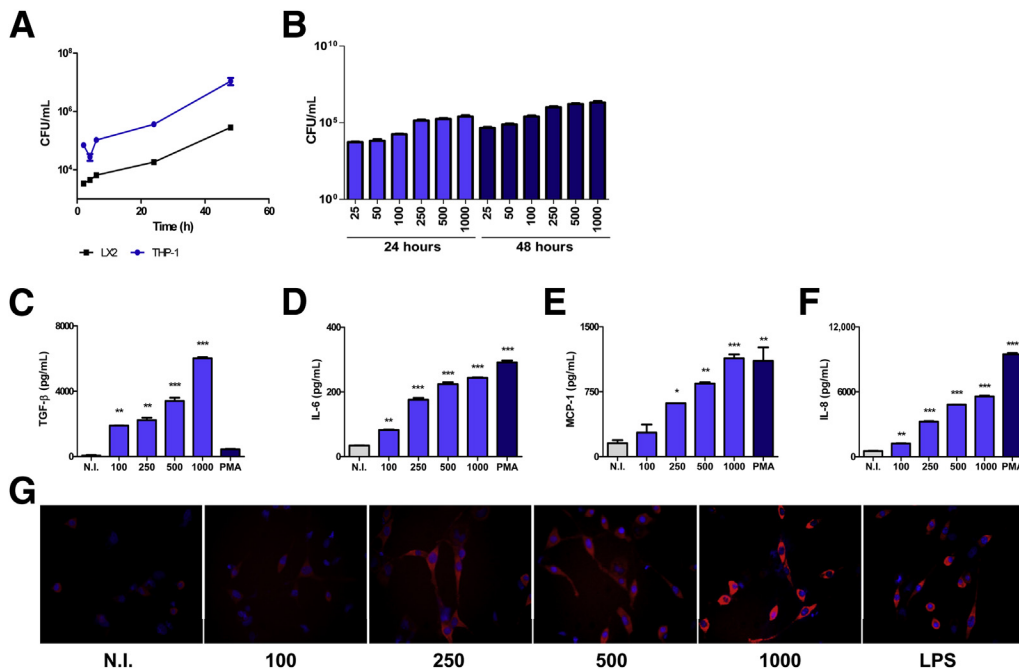 A
10^8
10^6
10^4
CFU/mL
0 20 40 60
Time (h)
LX2 THP-1
B
10^10
10^5
10^0
CFU/mL
25 50 100 250 500 1000 25 50 100 250 500 1000
24 hours 48 hours
C
8000
4000
0
TGF-β (pg/mL)
** ** *** ***
N.I. 100 250 500 1000 PMA
D
400
200
0
IL-6 (pg/mL)
** *** *** *** ***
N.I. 100 250 500 1000 PMA
E
1500
750
0
MCP-1 (pg/mL)
* ** *** **
N.I. 100 250 500 1000 PMA
F
12,000
6000
0
IL-8 (pg/mL)
** *** *** *** ***
N.I. 100 250 500 1000 PMA
G
N.I. 100 250 500 1000 LPS